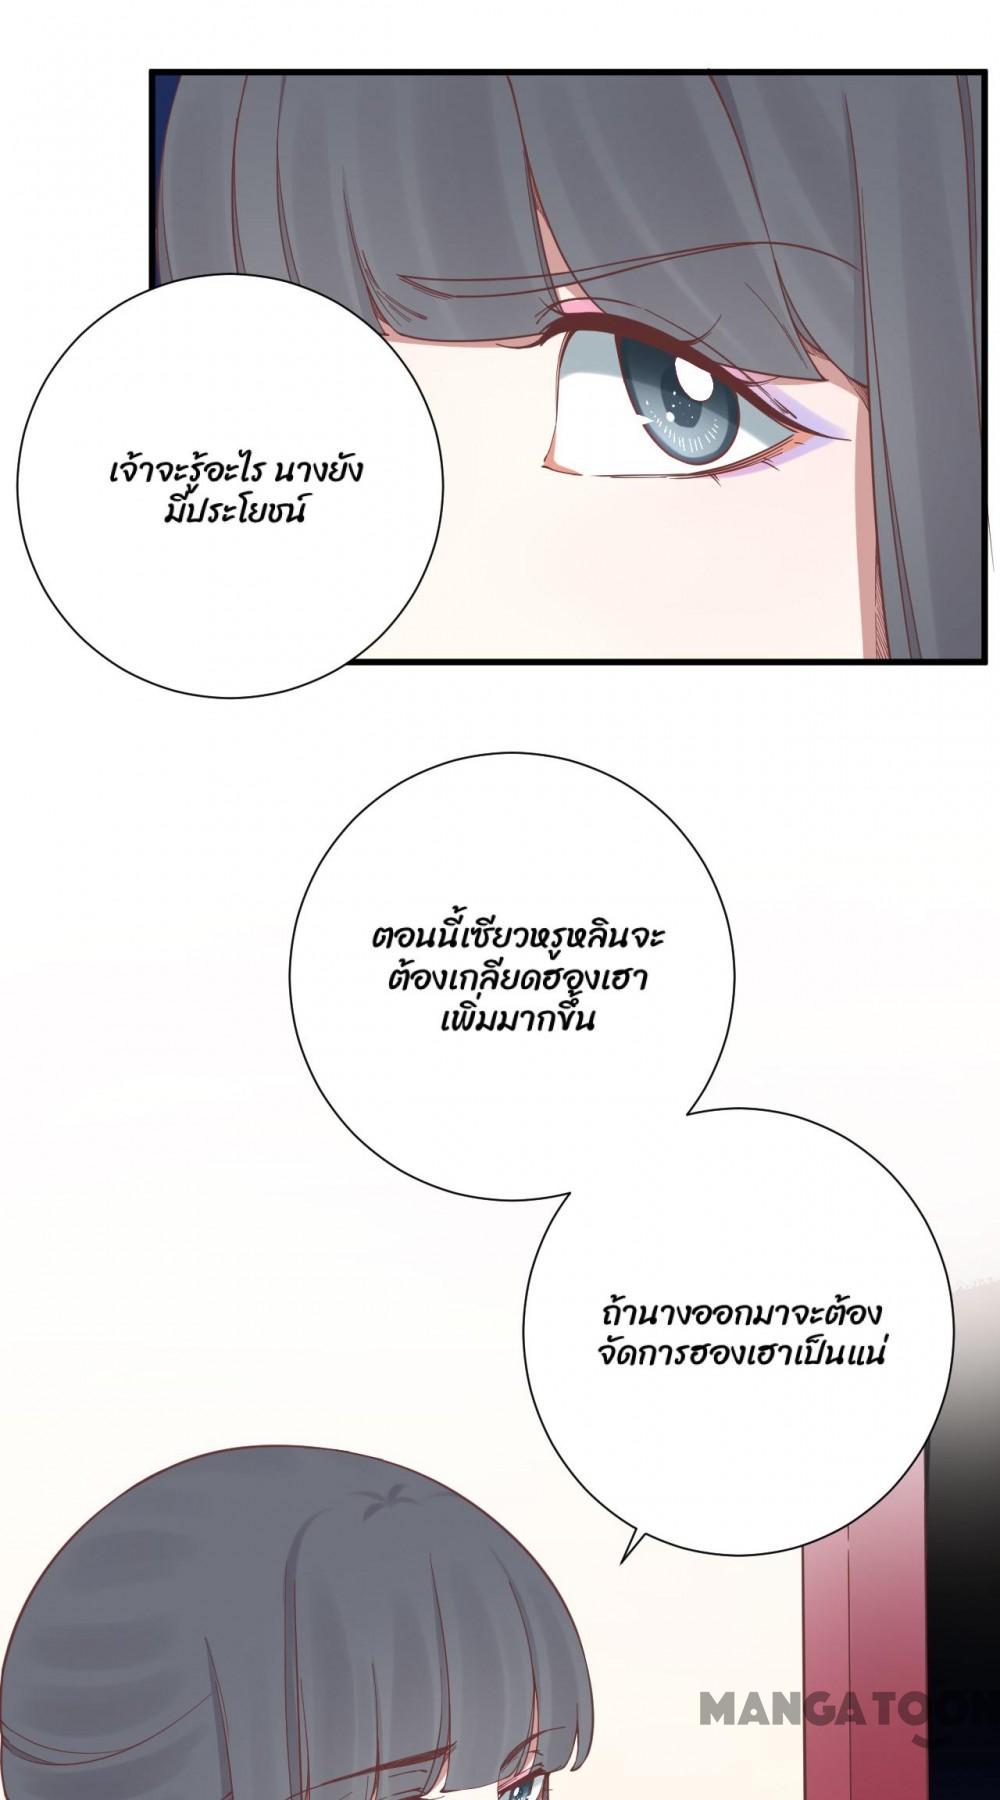 เจ้าจะรู้อะไร นางยัง
มีประโยชน์
ตอนนี้เซียวหรูหลินจะ
ต้องเกลียดฮองเฮา
เพิ่มมากขึ้น
ถ้านางออกมาจะต้อง
จัดการฮองเฮาเป็นแน่
MANGATOON